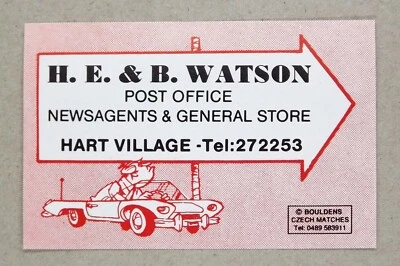 H. E. & B. WATSON
POST OFFICE
NEWSAGENTS & GENERAL STORE
HART VILLAGE -Tel:272253
© BOULDENS
CZECH MATCHES
Tel: 0489 583911